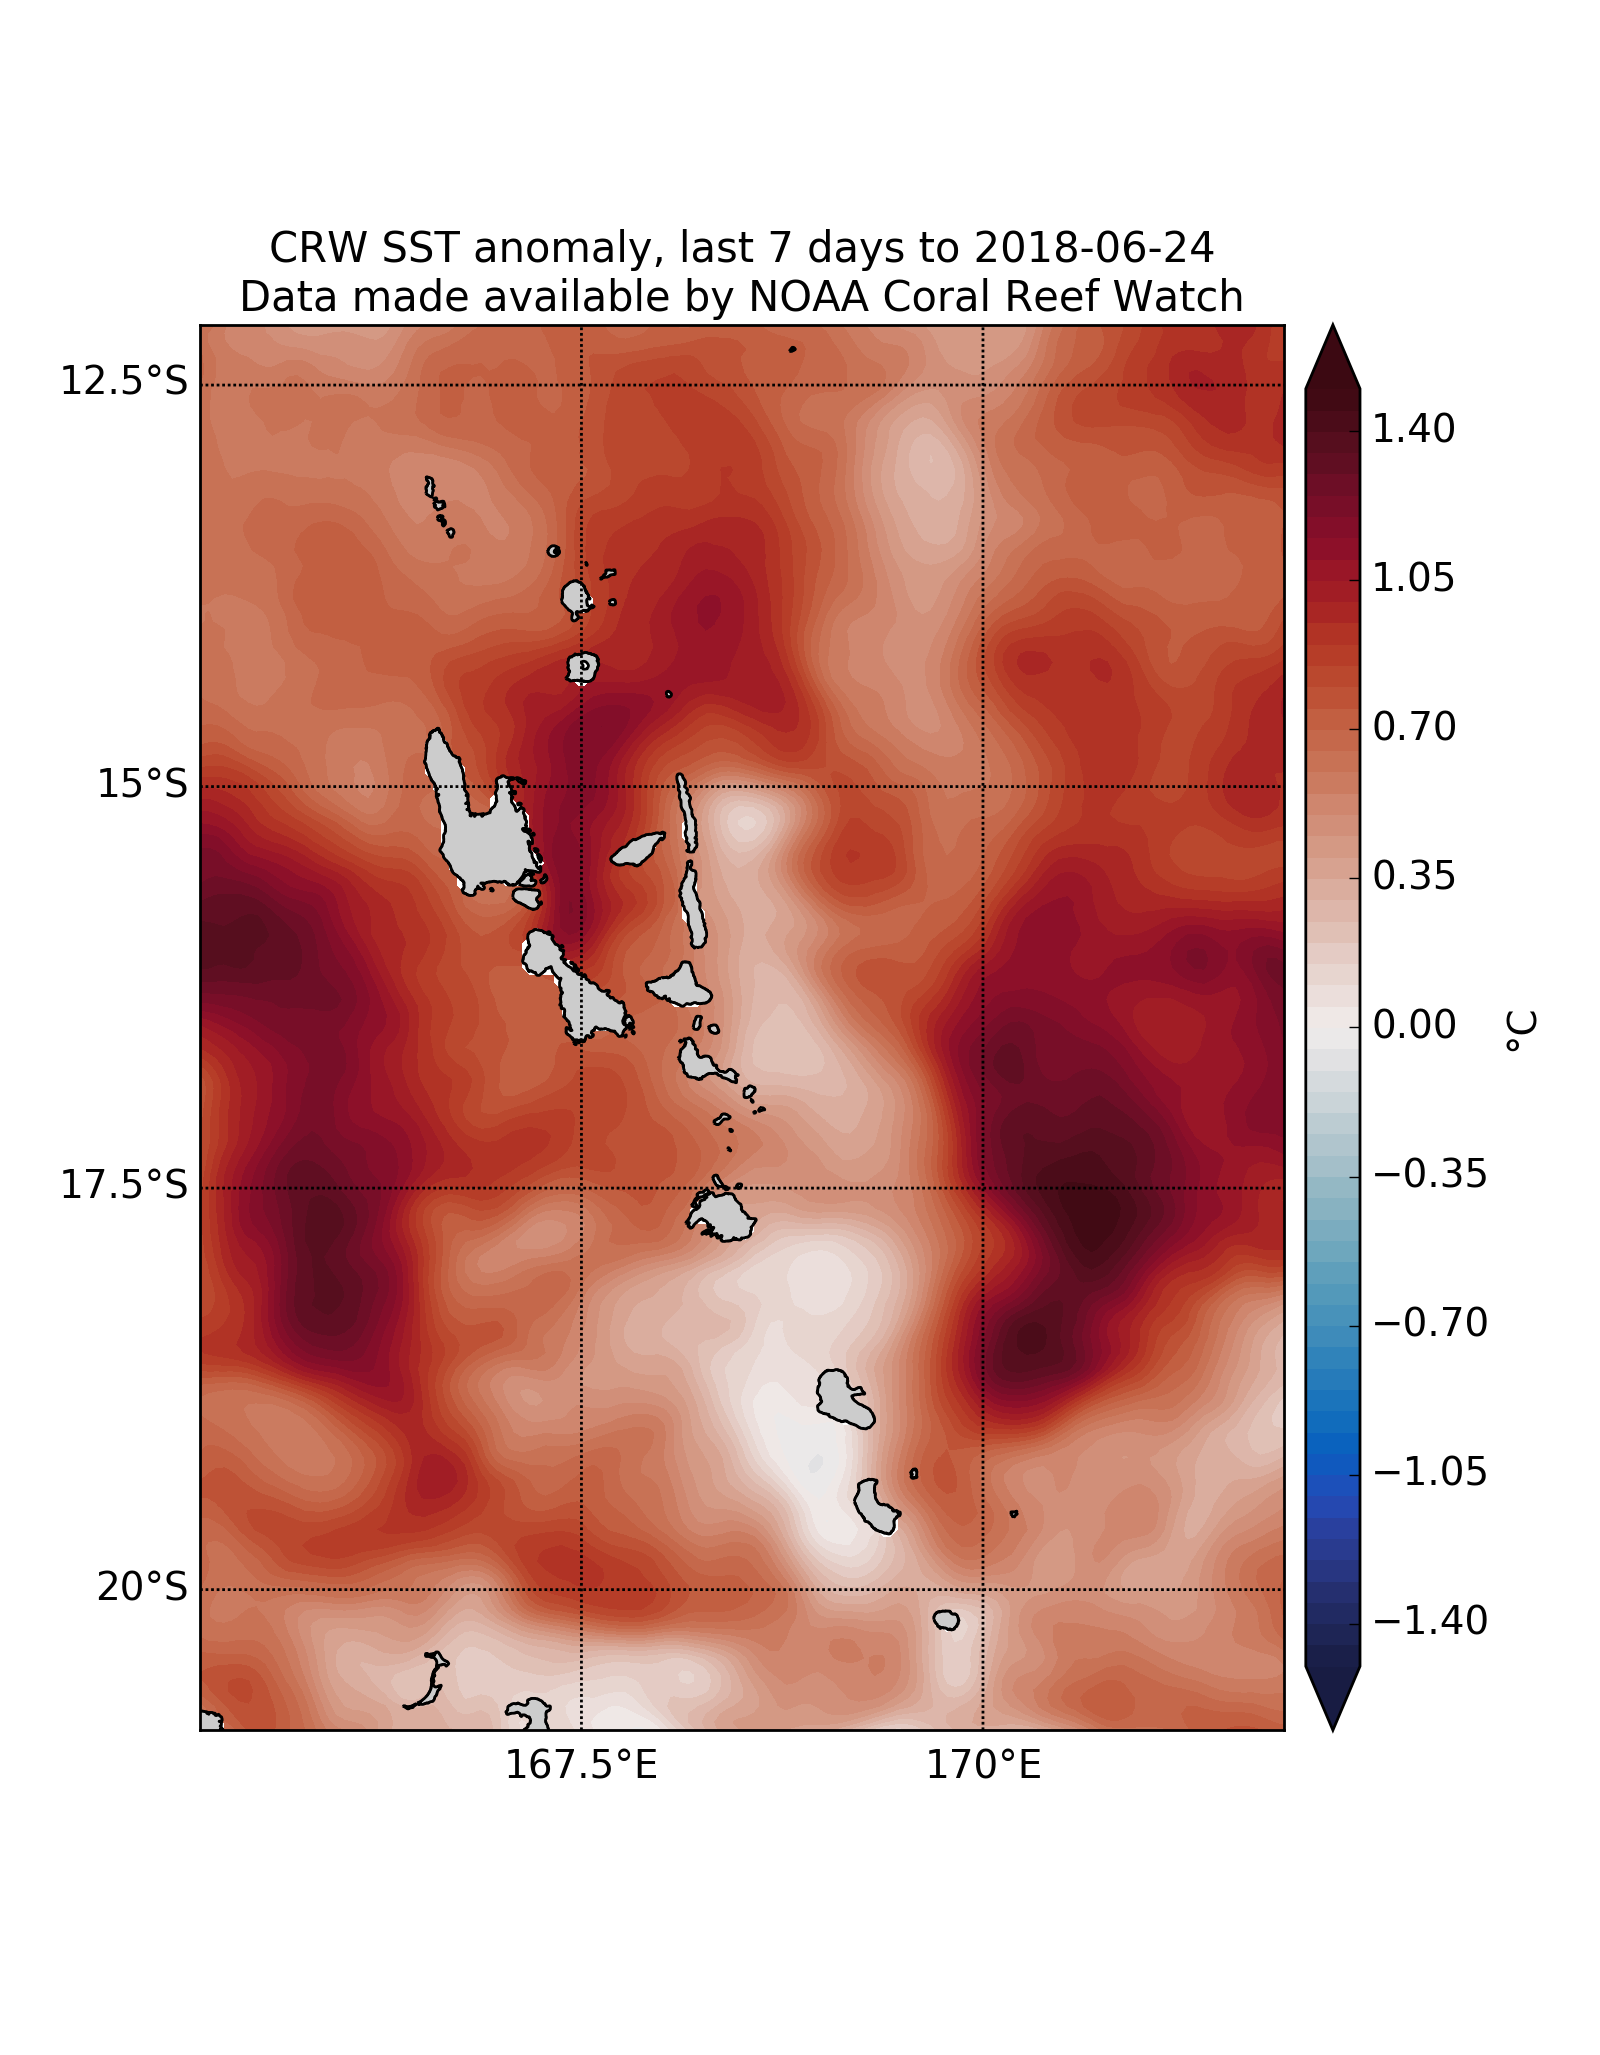 CRW SST anomaly, last 7 days to 2018-06-24
Data made available by NOAA Coral Reef Watch
12.5°S
15°S
17.5°S
20°S
167.5°E
170°E
1.40
1.05
0.70
0.35
0.00
−0.35
−0.70
−1.05
−1.40
°C